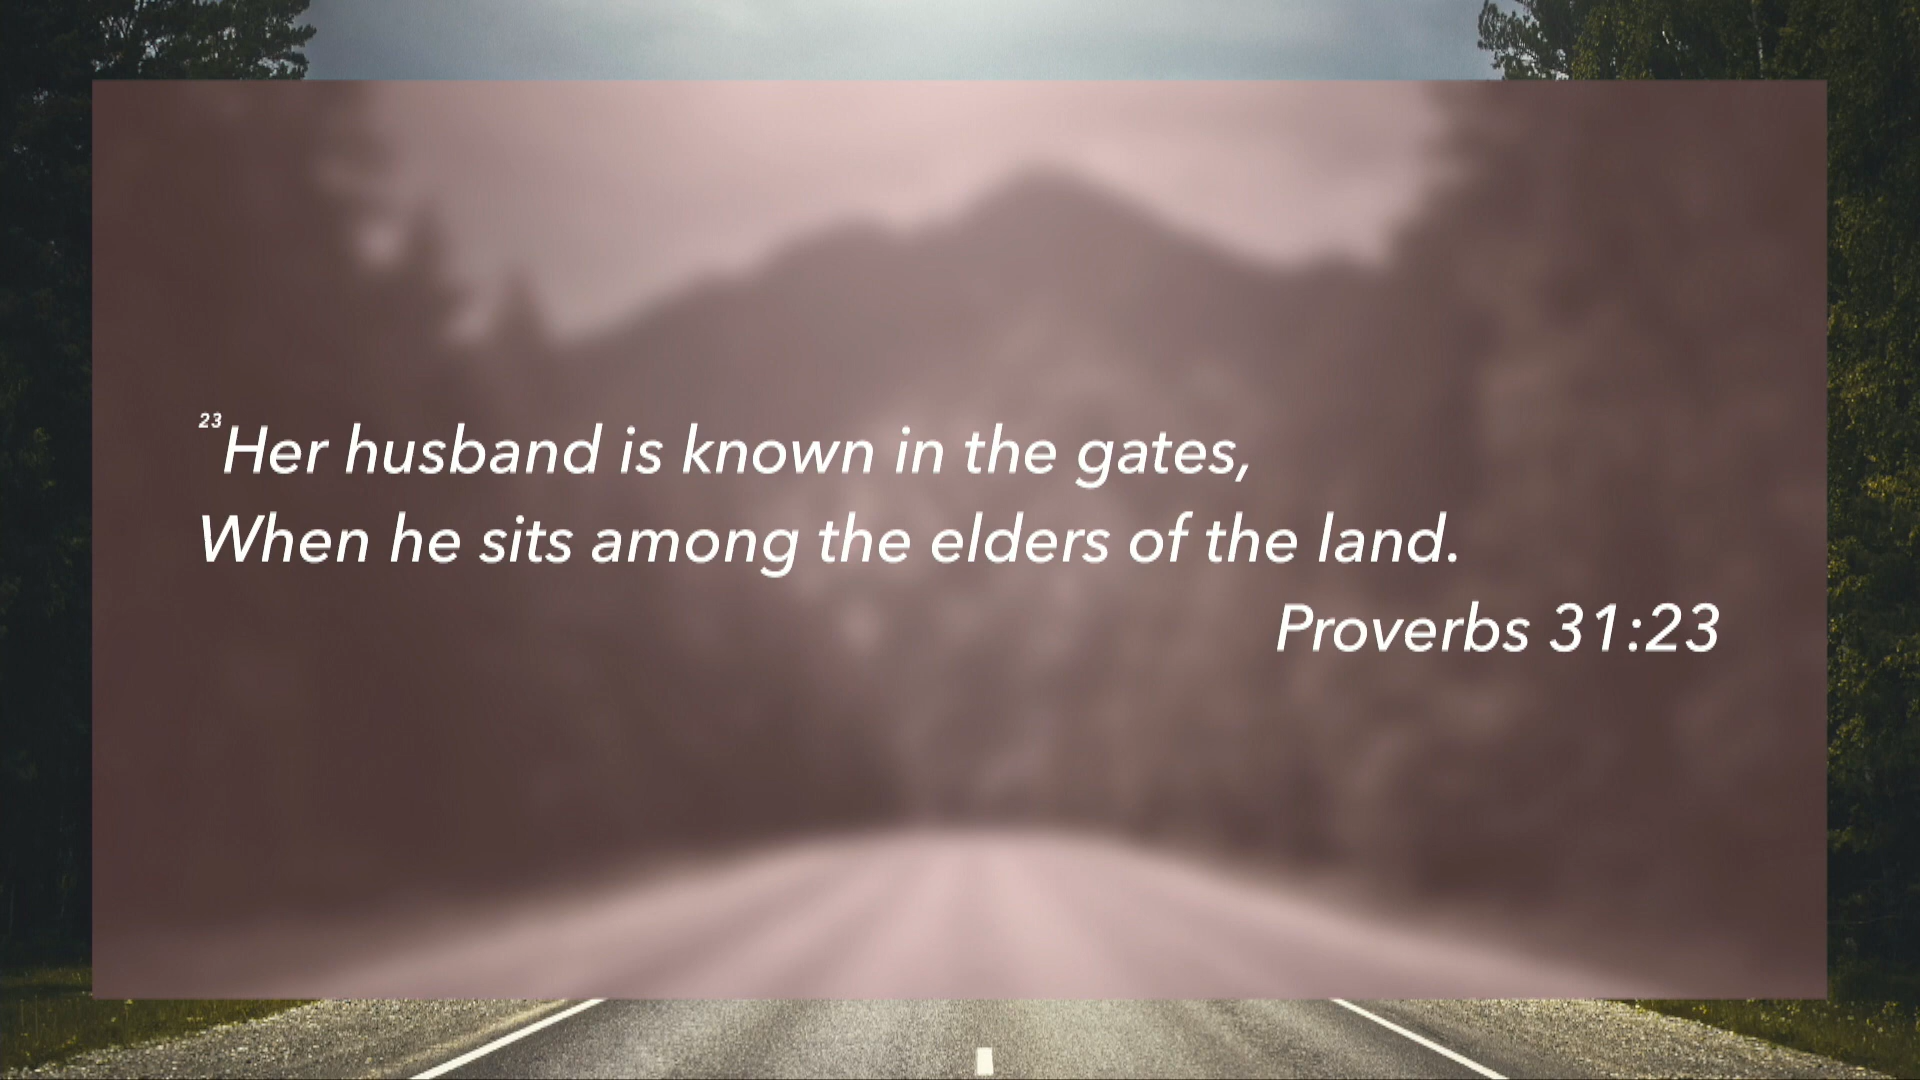 23Her husband is known in the gates,
When he sits among the elders of the land.
Proverbs 31:23